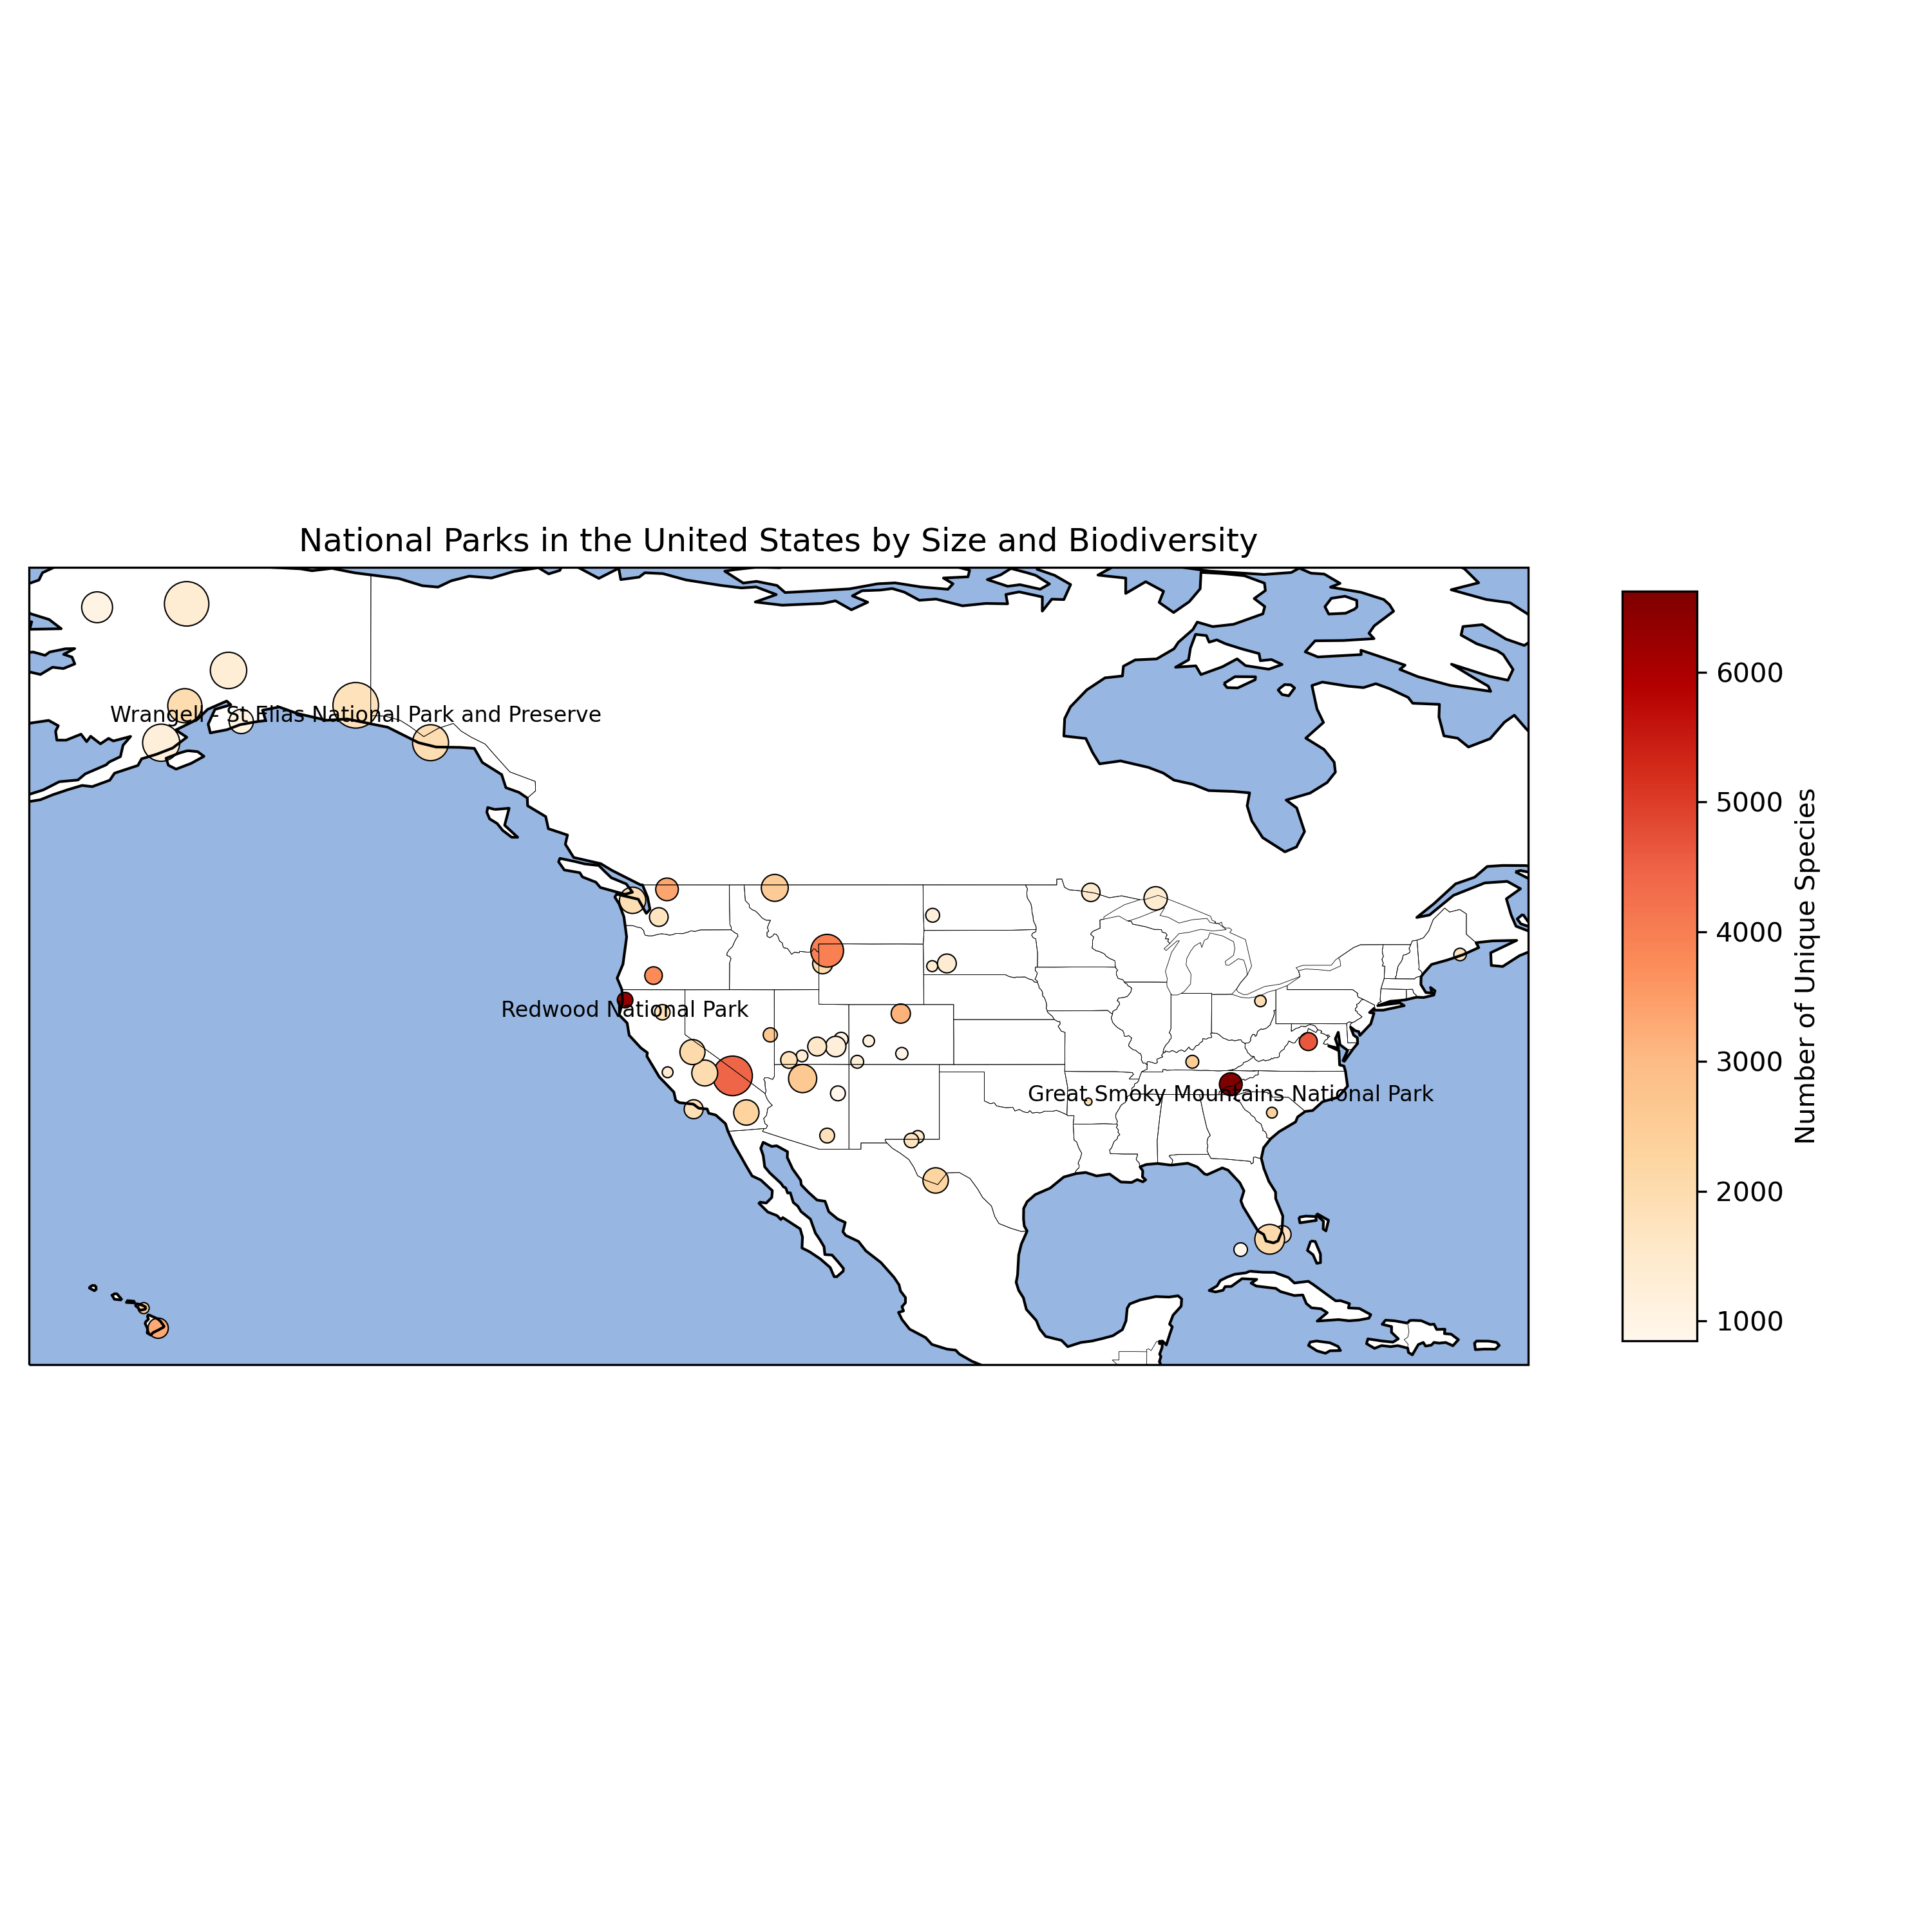 National Parks in the United States by Size and Biodiversity
Wrangell - St Elias National Park and Preserve
Redwood National Park
Great Smoky Mountains National Park
6000
5000
4000
3000
2000
1000
Number of Unique Species